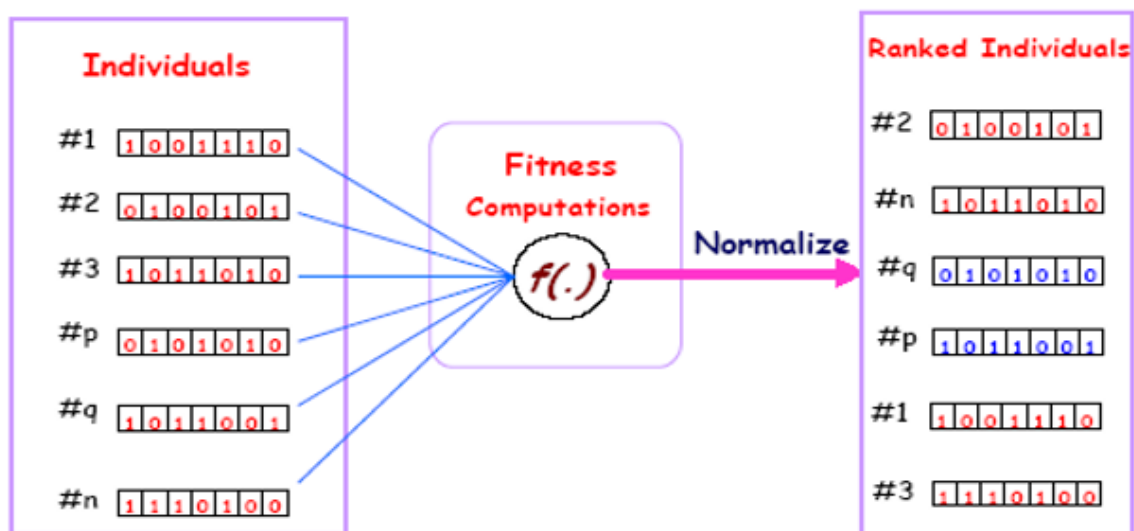 Individuals
#1 1 0 0 1 1 1 0
#2 0 1 0 0 1 0 1
#3 1 0 1 1 0 1 0
#p 0 1 0 1 0 1 0
#q 1 0 1 1 0 0 1
#n 1 1 1 0 1 0 0
Fitness
Computations
f(.)
Normalize
Ranked Individuals
#2 0 1 0 0 1 0 1
#n 1 0 1 1 0 1 0
#q 0 1 0 1 0 1 0
#p 1 0 1 1 0 0 1
#1 1 0 0 1 1 1 0
#3 1 1 1 0 1 0 0